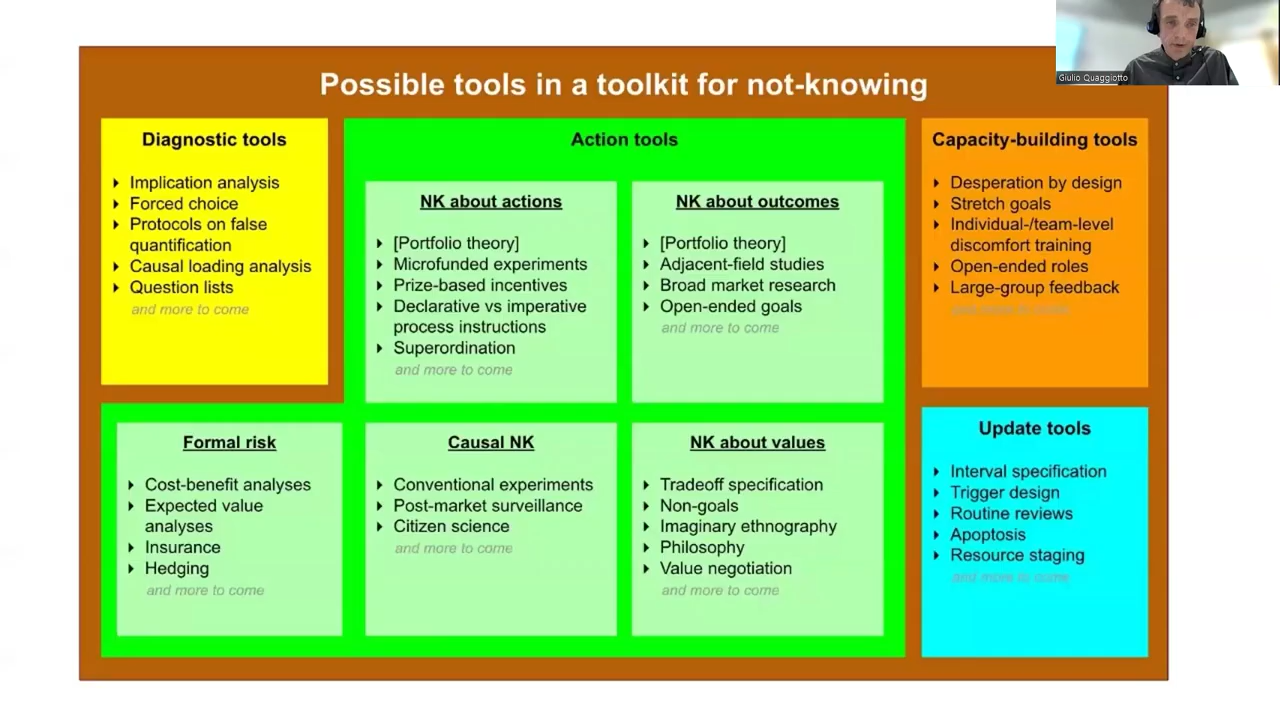 Giulio Quaggiotto
Possible tools in a toolkit for not-knowing
Diagnostic tools
Implication analysis
Forced choice
Protocols on false
quantification
Causal loading analysis
Question lists
and more to come
Action tools
NK about actions
[Portfolio theory]
Microfunded experiments
Prize-based incentives
Declarative vs imperative
process instructions
Superordination
and more to come
NK about outcomes
[Portfolio theory]
Adjacent-field studies
Broad market research
Open-ended goals
and more to come
Formal risk
Cost-benefit analyses
Expected value
analyses
Insurance
Hedging
and more to come
Causal NK
Conventional experiments
Post-market surveillance
Citizen science
and more to come
NK about values
Tradeoff specification
Non-goals
Imaginary ethnography
Philosophy
Value negotiation
and more to come
Capacity-building tools
Desperation by design
Stretch goals
Individual-/team-level
discomfort training
Open-ended roles
Large-group feedback
and more to come
Update tools
Interval specification
Trigger design
Routine reviews
Apoptosis
Resource staging
and more to come